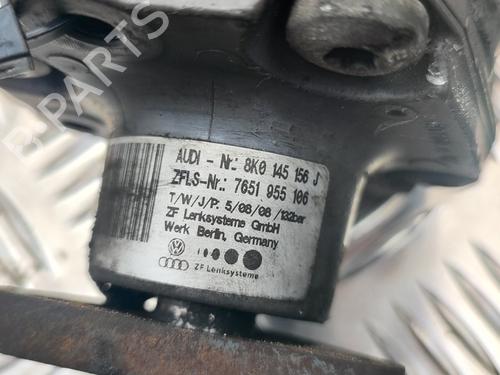 B-PARTS
AUDI - Nr.: 8K0 145 156 J
ZFLS-Nr.: 7651 955 106
T/W/J/P: 5/08/08 /132bar
ZF Lenksysteme GmbH
Werk Berlin, Germany
ZF Lenksysteme